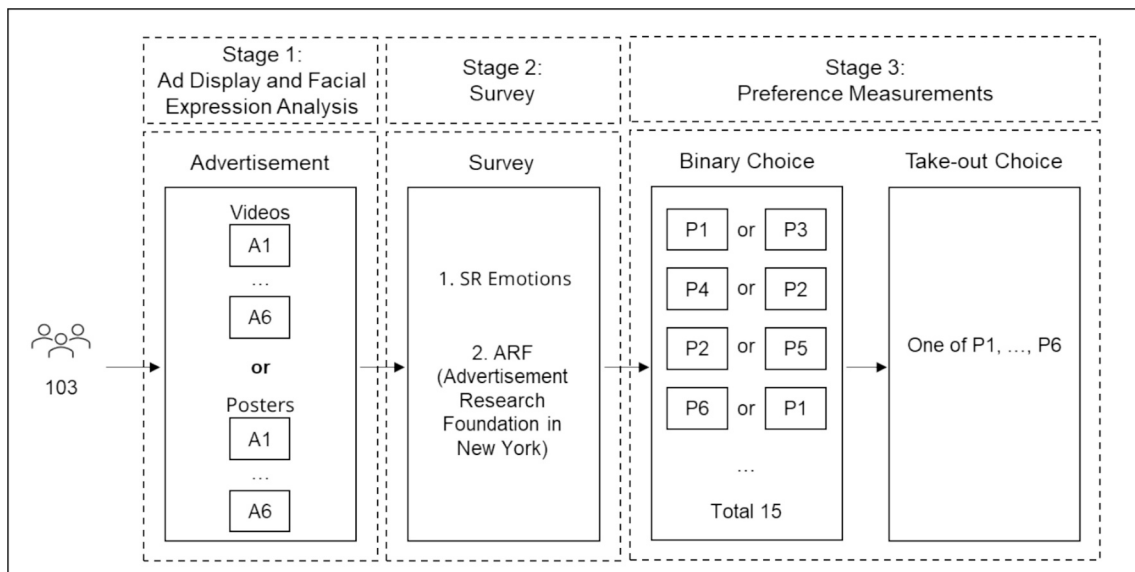 Stage 1:
Ad Display and Facial
Expression Analysis
Stage 2:
Survey
Stage 3:
Preference Measurements
103
Advertisement
Videos
A1
...
A6
or
Posters
A1
...
A6
Survey
1. SR Emotions
2. ARF
(Advertisement
Research
Foundation in
New York)
Binary Choice
P1 or P3
P4 or P2
P2 or P5
P6 or P1
...
Total 15
Take-out Choice
One of P1, ..., P6